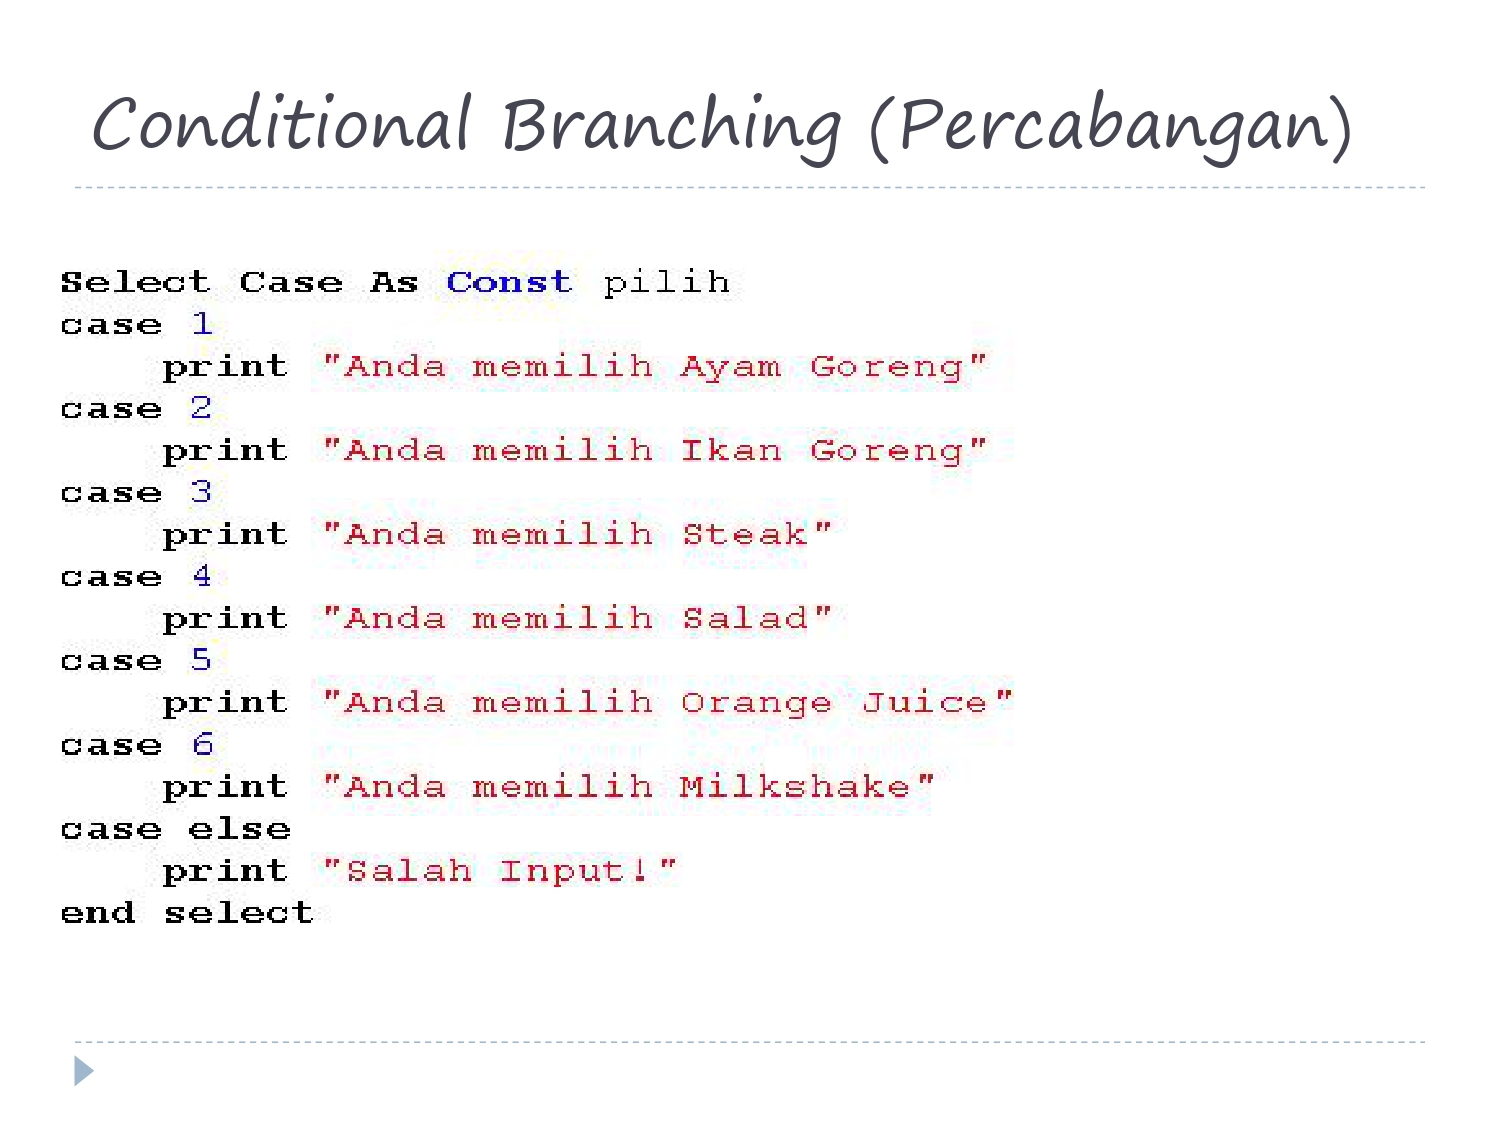 Conditional Branching (Percabangan)
Select Case As Const pilih
case 1
    print "Anda memilih Ayam Goreng"
case 2
    print "Anda memilih Ikan Goreng"
case 3
    print "Anda memilih Steak"
case 4
    print "Anda memilih Salad"
case 5
    print "Anda memilih Orange Juice"
case 6
    print "Anda memilih Milkshake"
case else
    print "Salah Input!"
end select